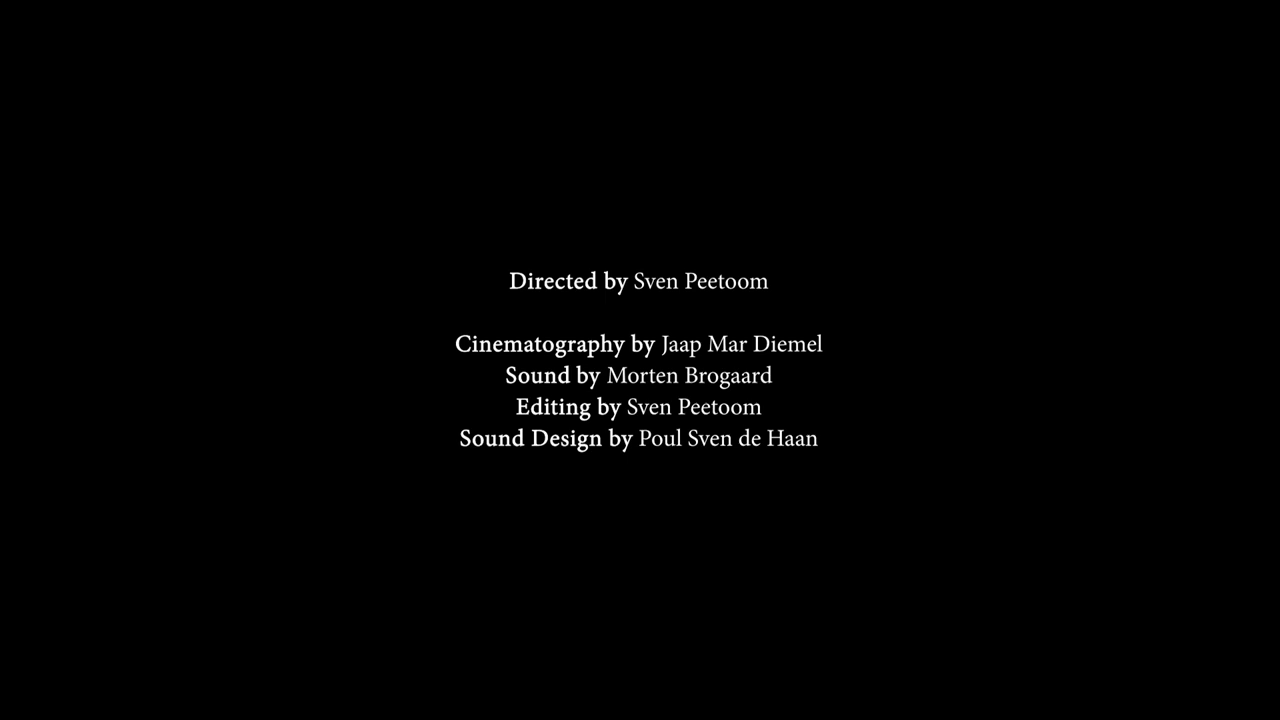 Directed by Sven Peetoom
Cinematography by Jaap Mar Diemel
Sound by Morten Brogaard
Editing by Sven Peetoom
Sound Design by Poul Sven de Haan